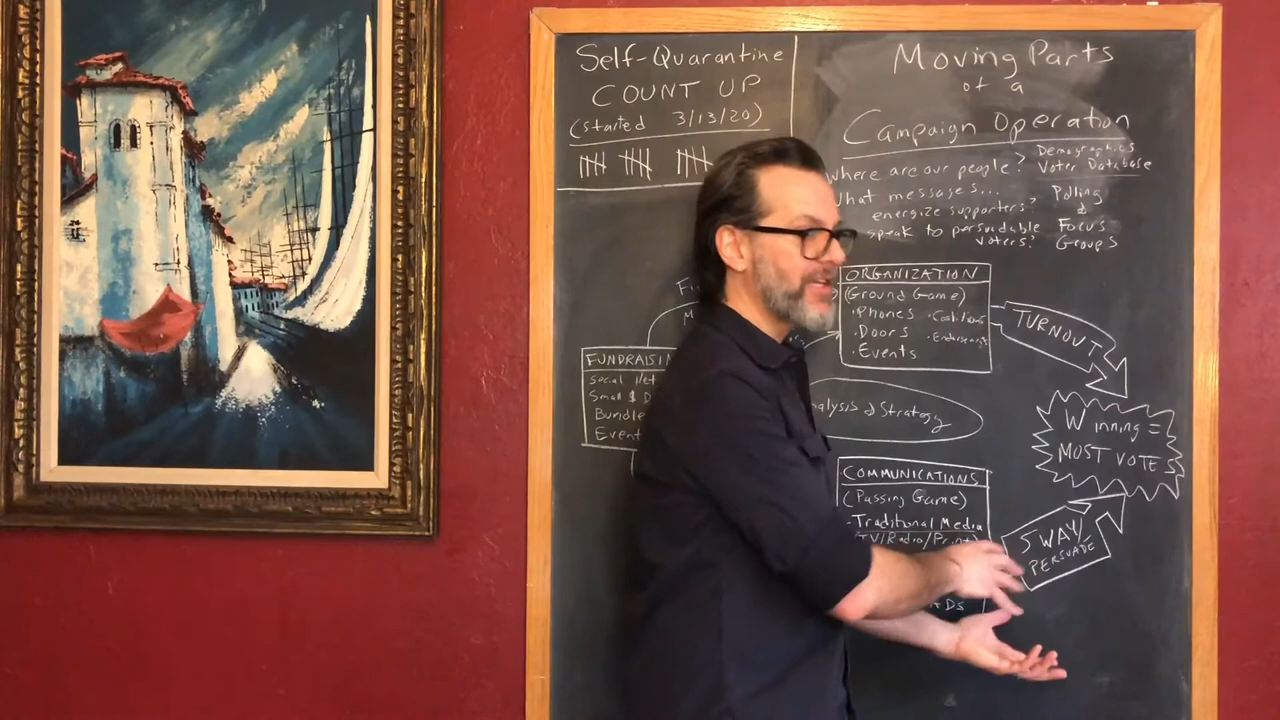 Self-Quarantine
COUNT UP
(started 3/13/20)
Moving Parts
of a
Campaign Operation
where are our people? Demographics
Voter Database
what messages...
energize supporters?
speak to persuadable
voters?
Polling
&
Focus
Groups
ORGANIZATION
(Ground Game)
• Phones • Coalitions
• Doors • Endorsements
• Events
TURNOUT
FUNDRAISIN
Social Net
Small $ D
Bundle
Event
nalysis & Strategy
Winning =
MOST VOTES
COMMUNICATIONS
(Passing Game)
- Traditional Media
TV/Radio/Print)
SWAY/
PERSUADE